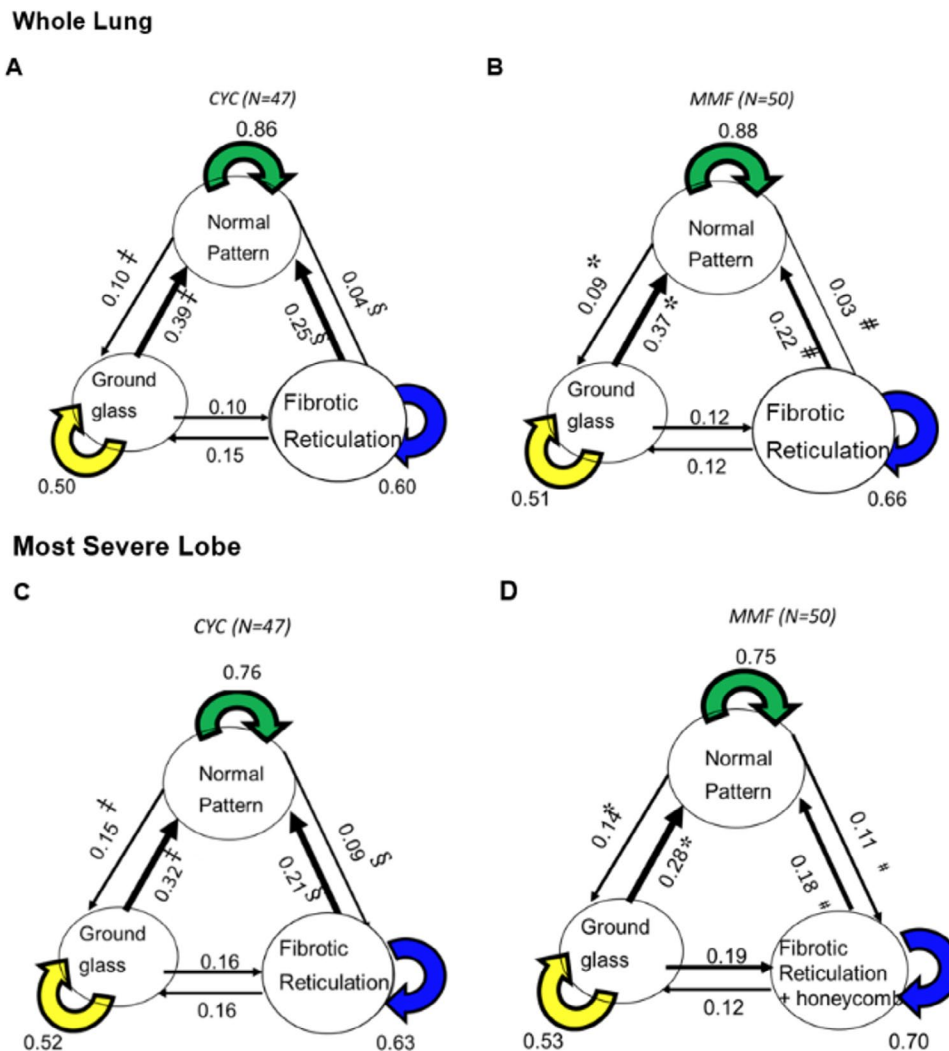 Whole Lung
A
CYC (N=47)
0.86
Normal
Pattern
0.10 ‡
0.39 ‡
0.25 §
0.04 §
Ground
glass
0.10
0.15
Fibrotic
Reticulation
0.50
0.60
B
MMF (N=50)
0.88
Normal
Pattern
0.09 *
0.37 *
0.22 #
0.03 #
Ground
glass
0.12
0.12
Fibrotic
Reticulation
0.51
0.66
Most Severe Lobe
C
CYC (N=47)
0.76
Normal
Pattern
0.15 ‡
0.32 ‡
0.21 §
0.09 §
Ground
glass
0.16
0.16
Fibrotic
Reticulation
0.52
0.63
D
MMF (N=50)
0.75
Normal
Pattern
0.14 *
0.28 *
0.18 #
0.11 #
Ground
glass
0.19
0.12
Fibrotic
Reticulation
+ honeycomb
0.53
0.70